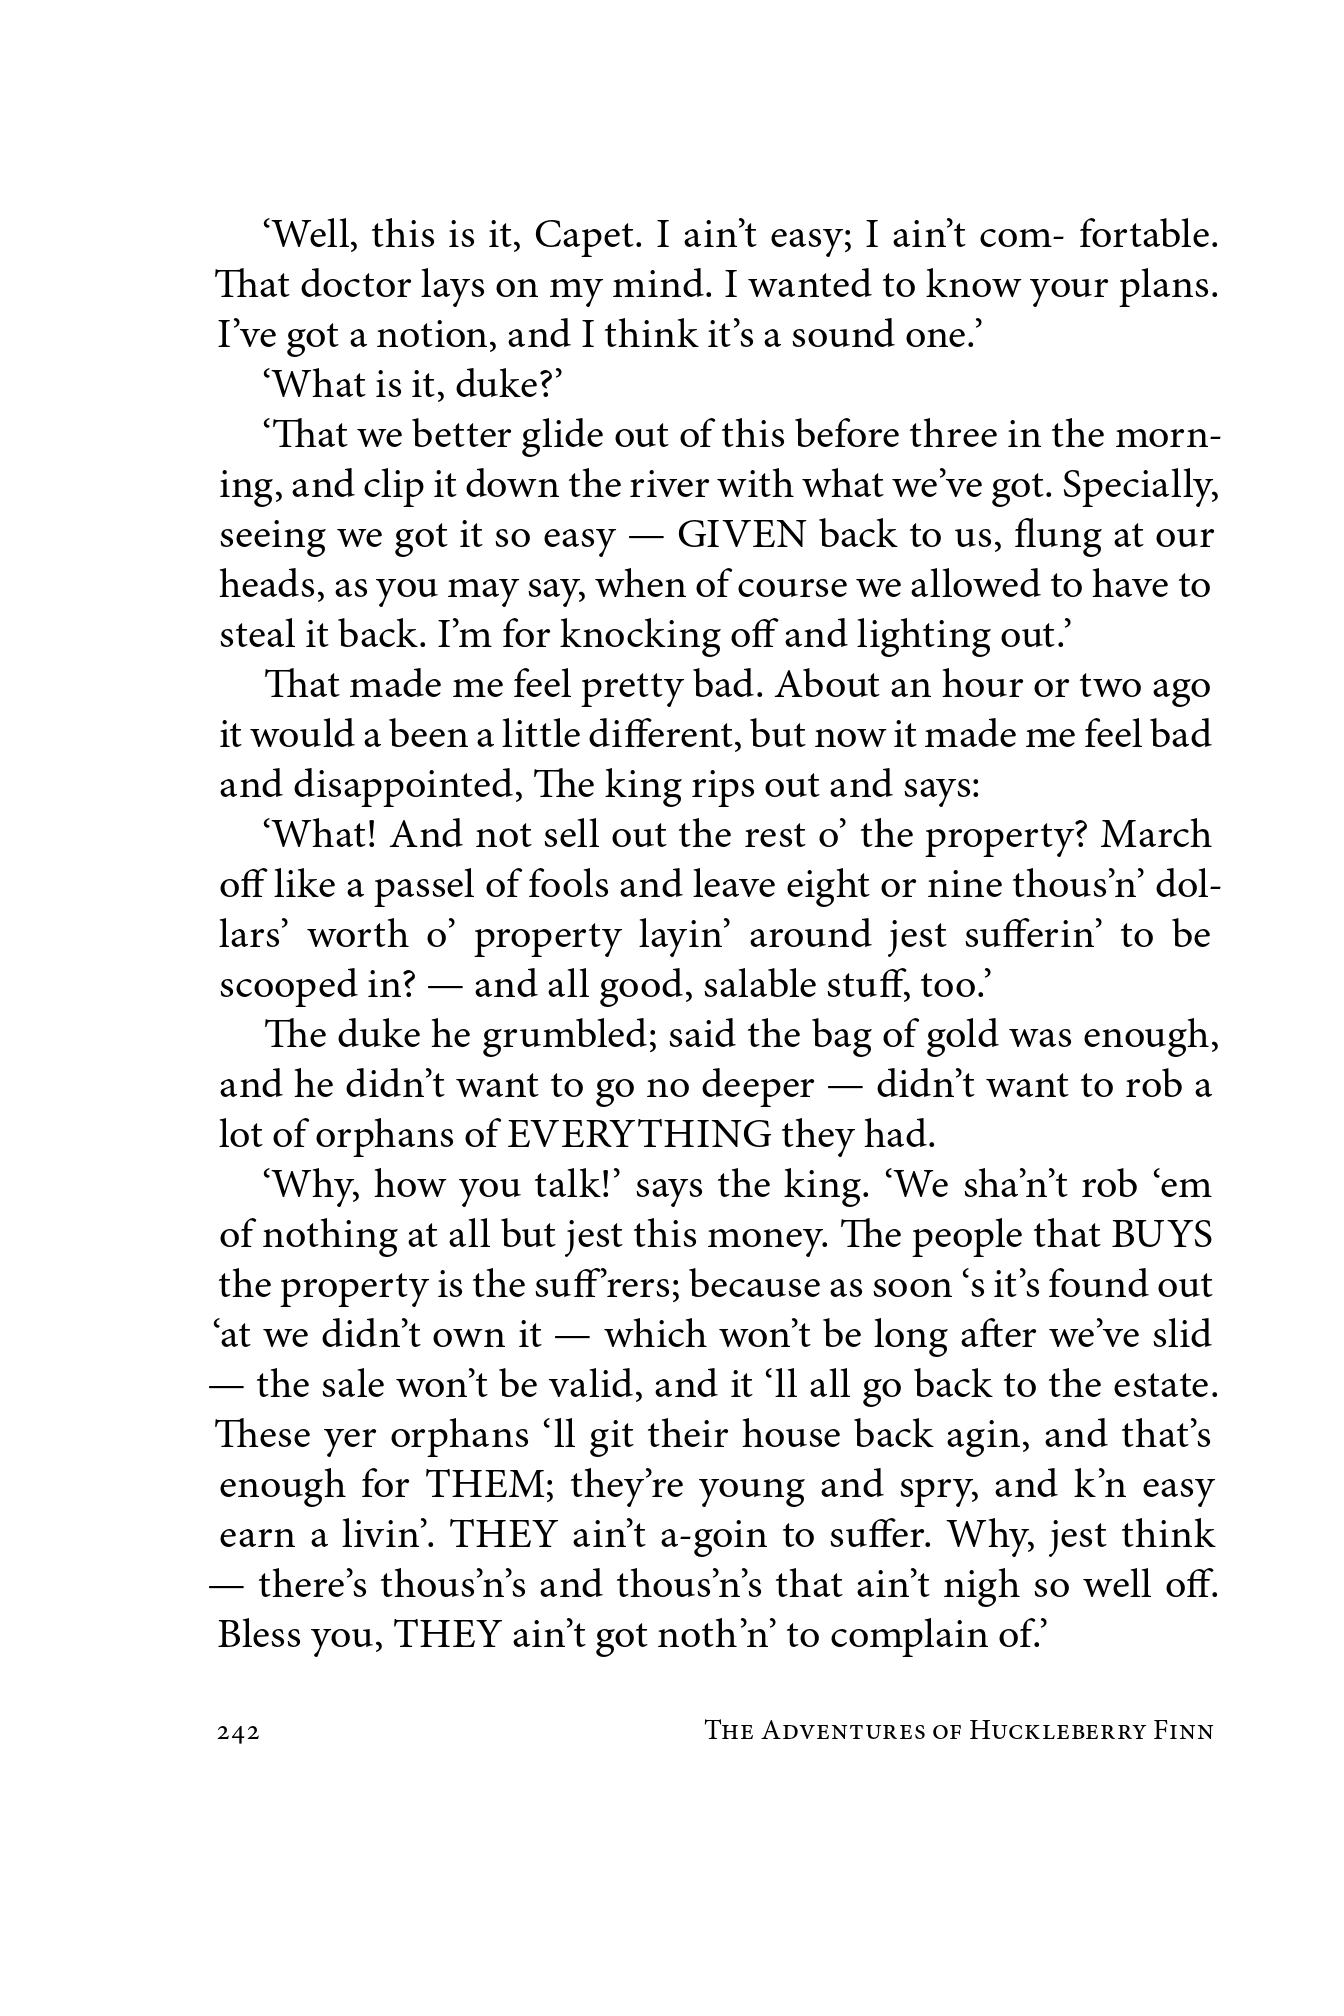 ‘Well, this is it, Capet. I ain’t easy; I ain’t com- fortable.
That doctor lays on my mind. I wanted to know your plans.
I’ve got a notion, and I think it’s a sound one.’
‘What is it, duke?’
‘That we better glide out of this before three in the morn-
ing, and clip it down the river with what we’ve got. Specially,
seeing we got it so easy — GIVEN back to us, flung at our
heads, as you may say, when of course we allowed to have to
steal it back. I’m for knocking off and lighting out.’
That made me feel pretty bad. About an hour or two ago
it would a been a little different, but now it made me feel bad
and disappointed, The king rips out and says:
‘What! And not sell out the rest o’ the property? March
off like a passel of fools and leave eight or nine thous’n’ dol-
lars’ worth o’ property layin’ around jest sufferin’ to be
scooped in? — and all good, salable stuff, too.’
The duke he grumbled; said the bag of gold was enough,
and he didn’t want to go no deeper — didn’t want to rob a
lot of orphans of EVERYTHING they had.
‘Why, how you talk!’ says the king. ‘We sha’n’t rob ‘em
of nothing at all but jest this money. The people that BUYS
the property is the suff’rers; because as soon ‘s it’s found out
‘at we didn’t own it — which won’t be long after we’ve slid
— the sale won’t be valid, and it ‘ll all go back to the estate.
These yer orphans ‘ll git their house back agin, and that’s
enough for THEM; they’re young and spry, and k’n easy
earn a livin’. THEY ain’t a-goin to suffer. Why, jest think
— there’s thous’n’s and thous’n’s that ain’t nigh so well off.
Bless you, THEY ain’t got noth’n’ to complain of.’
242 The Adventures of Huckleberry Finn